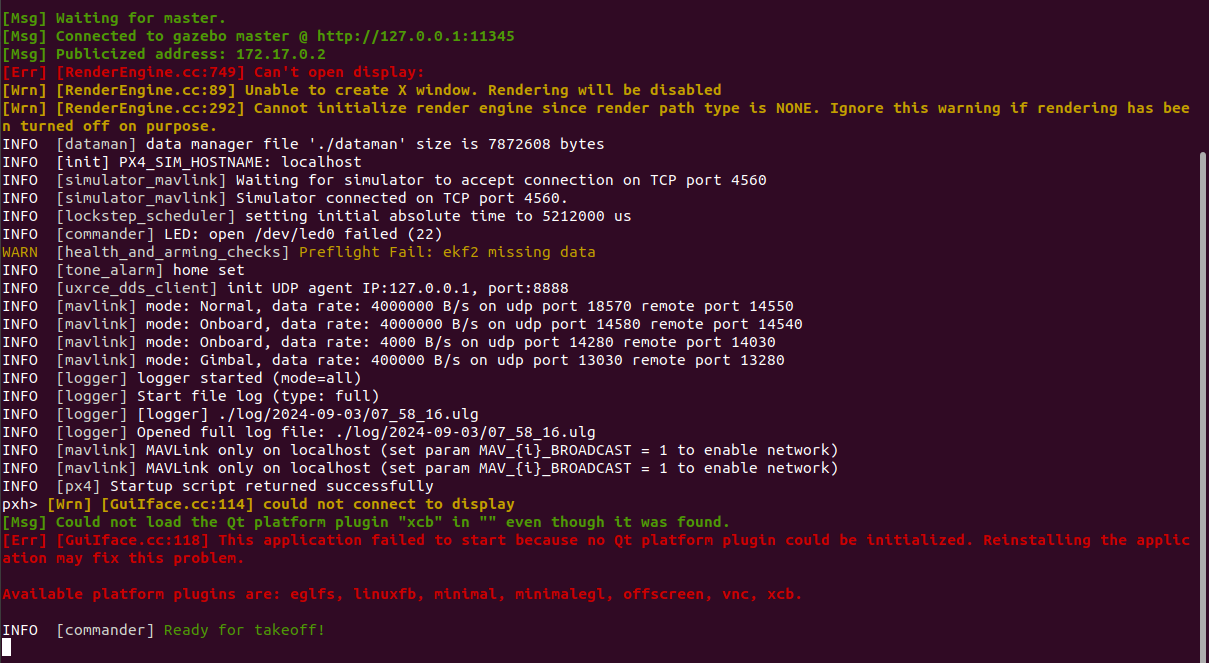 [Msg] Waiting for master.
[Msg] Connected to gazebo master @ http://127.0.0.1:11345
[Msg] Publicized address: 172.17.0.2
[Err] [RenderEngine.cc:749] Can't open display:
[Wrn] [RenderEngine.cc:89] Unable to create X window. Rendering will be disabled
[Wrn] [RenderEngine.cc:292] Cannot initialize render engine since render path type is NONE. Ignore this warning if rendering has bee
n turned off on purpose.
INFO  [dataman] data manager file './dataman' size is 7872608 bytes
INFO  [init] PX4_SIM_HOSTNAME: localhost
INFO  [simulator_mavlink] Waiting for simulator to accept connection on TCP port 4560
INFO  [simulator_mavlink] Simulator connected on TCP port 4560.
INFO  [lockstep_scheduler] setting initial absolute time to 5212000 us
INFO  [commander] LED: open /dev/led0 failed (22)
WARN  [health_and_arming_checks] Preflight Fail: ekf2 missing data
INFO  [tone_alarm] home set
INFO  [uxrce_dds_client] init UDP agent IP:127.0.0.1, port:8888
INFO  [mavlink] mode: Normal, data rate: 4000000 B/s on udp port 18570 remote port 14550
INFO  [mavlink] mode: Onboard, data rate: 4000000 B/s on udp port 14580 remote port 14540
INFO  [mavlink] mode: Onboard, data rate: 4000 B/s on udp port 14280 remote port 14030
INFO  [mavlink] mode: Gimbal, data rate: 400000 B/s on udp port 13030 remote port 13280
INFO  [logger] logger started (mode=all)
INFO  [logger] Start file log (type: full)
INFO  [logger] [logger] ./log/2024-09-03/07_58_16.ulg
INFO  [logger] Opened full log file: ./log/2024-09-03/07_58_16.ulg
INFO  [mavlink] MAVLink only on localhost (set param MAV_{i}_BROADCAST = 1 to enable network)
INFO  [mavlink] MAVLink only on localhost (set param MAV_{i}_BROADCAST = 1 to enable network)
INFO  [px4] Startup script returned successfully
pxh> [Wrn] [GuiIface.cc:114] could not connect to display
[Msg] Could not load the Qt platform plugin "xcb" in "" even though it was found.
[Err] [GuiIface.cc:118] This application failed to start because no Qt platform plugin could be initialized. Reinstalling the applic
ation may fix this problem.
Available platform plugins are: eglfs, linuxfb, minimal, minimalegl, offscreen, vnc, xcb.
INFO  [commander] Ready for takeoff!